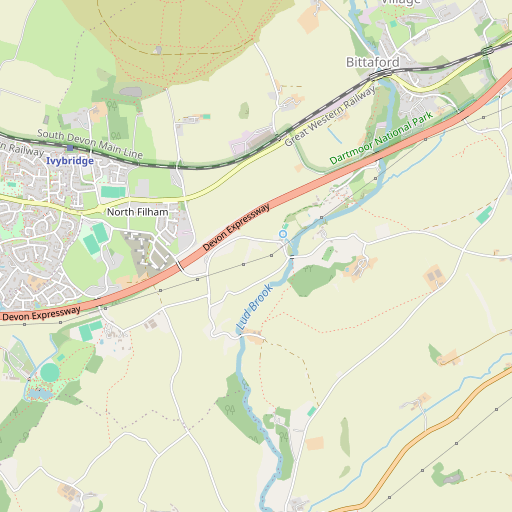 Village
Bittaford
Great Western Railway
South Devon Main Line
Railway
Ivybridge
Dartmoor National Park
North Filham
Devon Expressway
Devon Expressway
Lud Brook